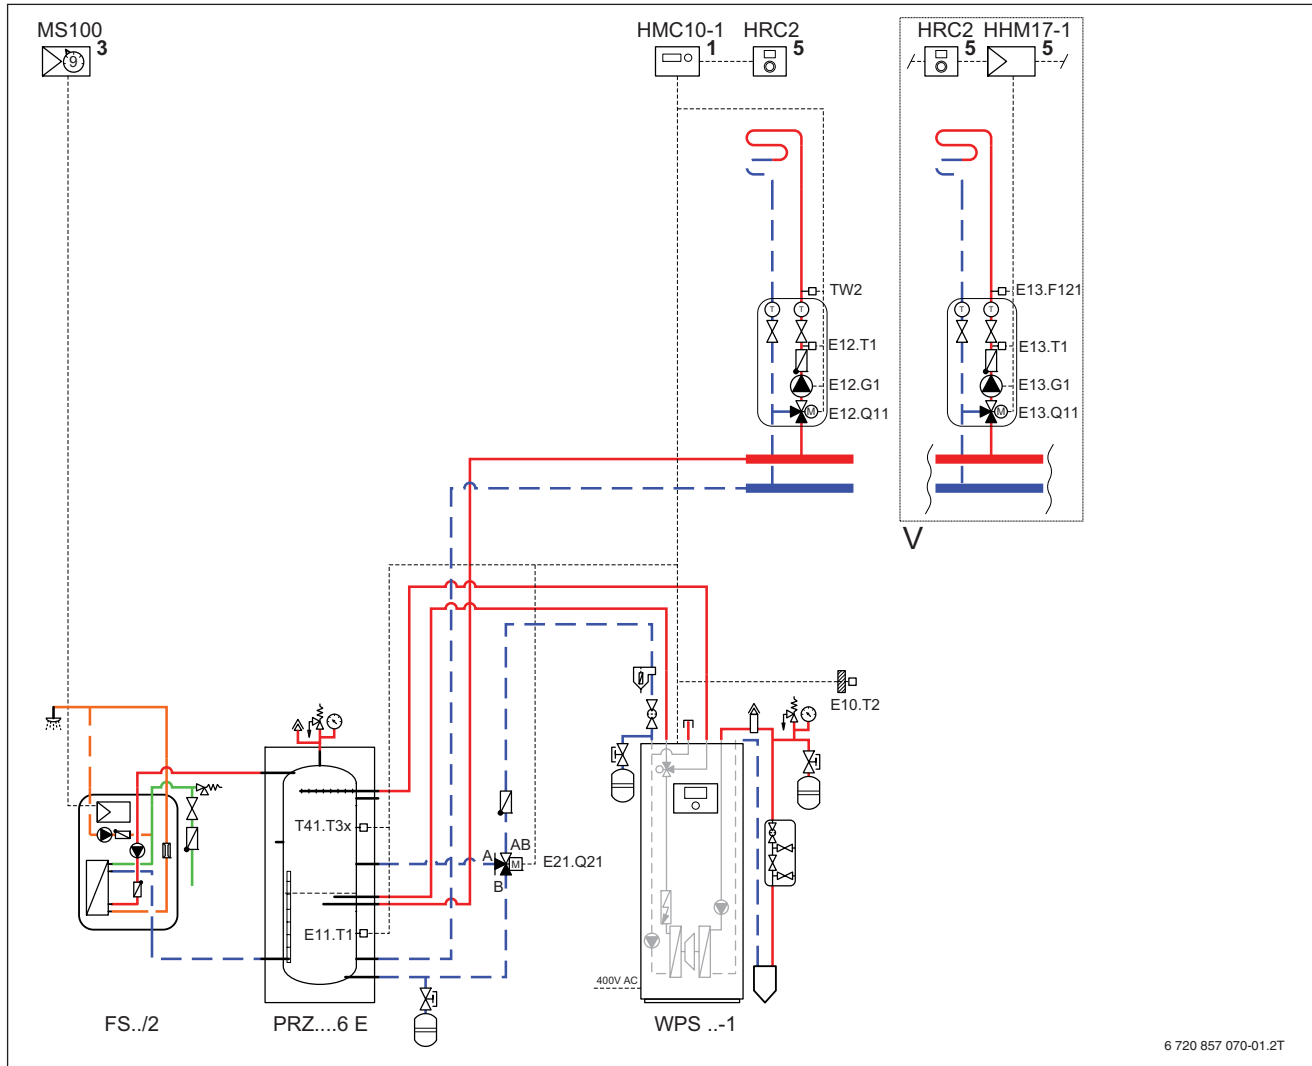 MS100
3
9
HMC10-1
1
HRC2
5
HRC2
5
HHM17-1
5
TW2
E13.F121
T
T
T
T
E12.T1
E13.T1
E12.G1
E13.G1
M
E12.Q11
M
E13.Q11
V
E10.T2
T41.T3x
AB
A
M
E21.Q21
B
E11.T1
400V AC
FS../2
PRZ....6 E
WPS ..-1
6 720 857 070-01.2T